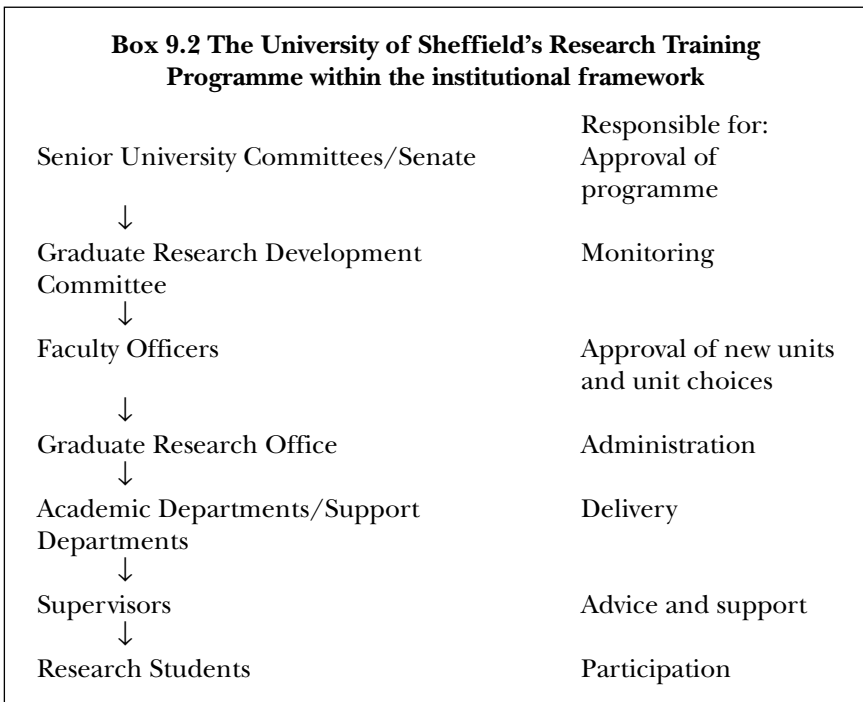 Box 9.2 The University of Sheffield’s Research Training
Programme within the institutional framework
Responsible for:
Senior University Committees/Senate Approval of
programme
↓
Graduate Research Development Monitoring
Committee
↓
Faculty Officers Approval of new units
and unit choices
↓
Graduate Research Office Administration
↓
Academic Departments/Support Delivery
Departments
↓
Supervisors Advice and support
↓
Research Students Participation